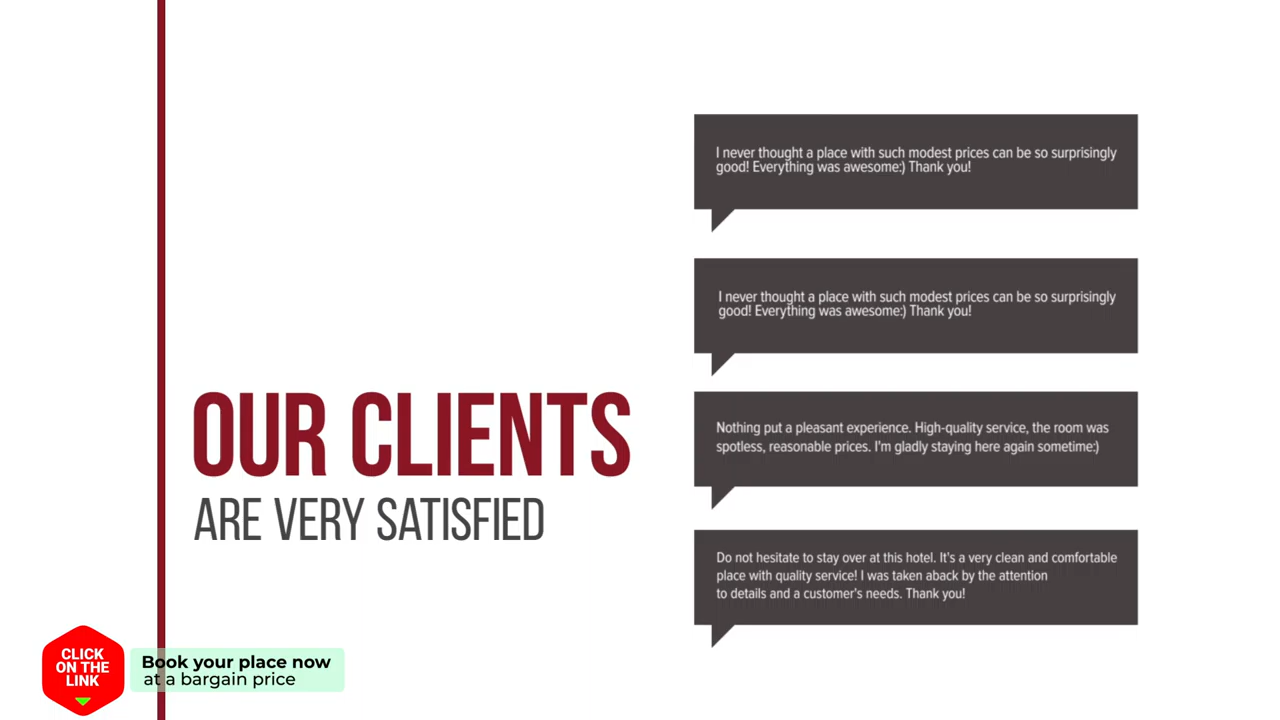 I never thought a place with such modest prices can be so surprisingly
good! Everything was awesome:) Thank you!
I never thought a place with such modest prices can be so surprisingly
good! Everything was awesome:) Thank you!
OUR CLIENTS
ARE VERY SATISFIED
Nothing put a pleasant experience. High-quality service, the room was
spotless, reasonable prices. I'm gladly staying here again sometime:)
Do not hesitate to stay over at this hotel. It's a very clean and comfortable
place with quality service! I was taken aback by the attention
to details and a customer's needs. Thank you!
CLICK
ON THE
LINK
Book your place now
at a bargain price